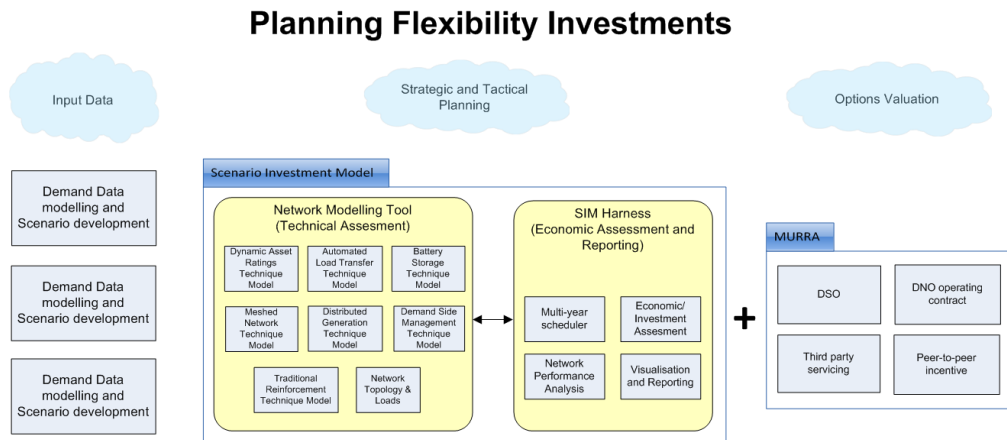 Planning Flexibility Investments
Input Data
Strategic and Tactical
Planning
Options Valuation
Demand Data
modelling and
Scenario development
Demand Data
modelling and
Scenario development
Demand Data
modelling and
Scenario development
Scenario Investment Model
Network Modelling Tool
(Technical Assesment)
Dynamic Asset
Ratings
Technique
Model
Automated
Load Transfer
Technique
Model
Battery
Storage
Technique
Model
Meshed
Network
Technique
Model
Distributed
Generation
Technique
Model
Demand Side
Management
Technique
Model
Traditional
Reinforcement
Technique Model
Network
Topology &
Loads
SIM Harness
(Economic Assessment and
Reporting)
Multi-year
scheduler
Economic/
Investment
Assesment
Network
Performance
Analysis
Visualisation
and Reporting
+
MURRA
DSO
DNO operating
contract
Third party
servicing
Peer-to-peer
incentive